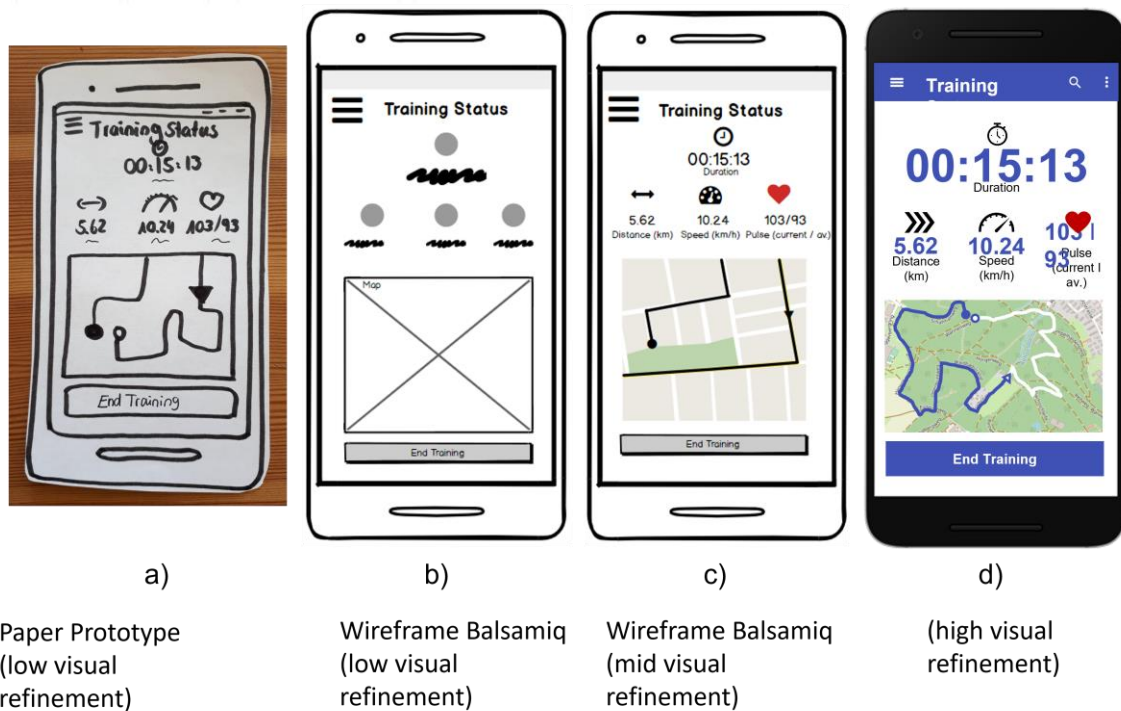 Training Status
00:15:13
5.62 10.24 103/93
End Training
a)
Paper Prototype
(low visual
refinement)
Training Status
Map
End Training
b)
Wireframe Balsamiq
(low visual
refinement)
Training Status
00:15:13
Duration
5.62 10.24 103/93
Distance (km) Speed (km/h) Pulse (current / av.)
End Training
c)
Wireframe Balsamiq
(mid visual
refinement)
Training
00:15:13
Duration
5.62
Distance
(km)
10.24
Speed
(km/h)
103 |
93
Pulse
(current I
av.)
End Training
d)
(high visual
refinement)